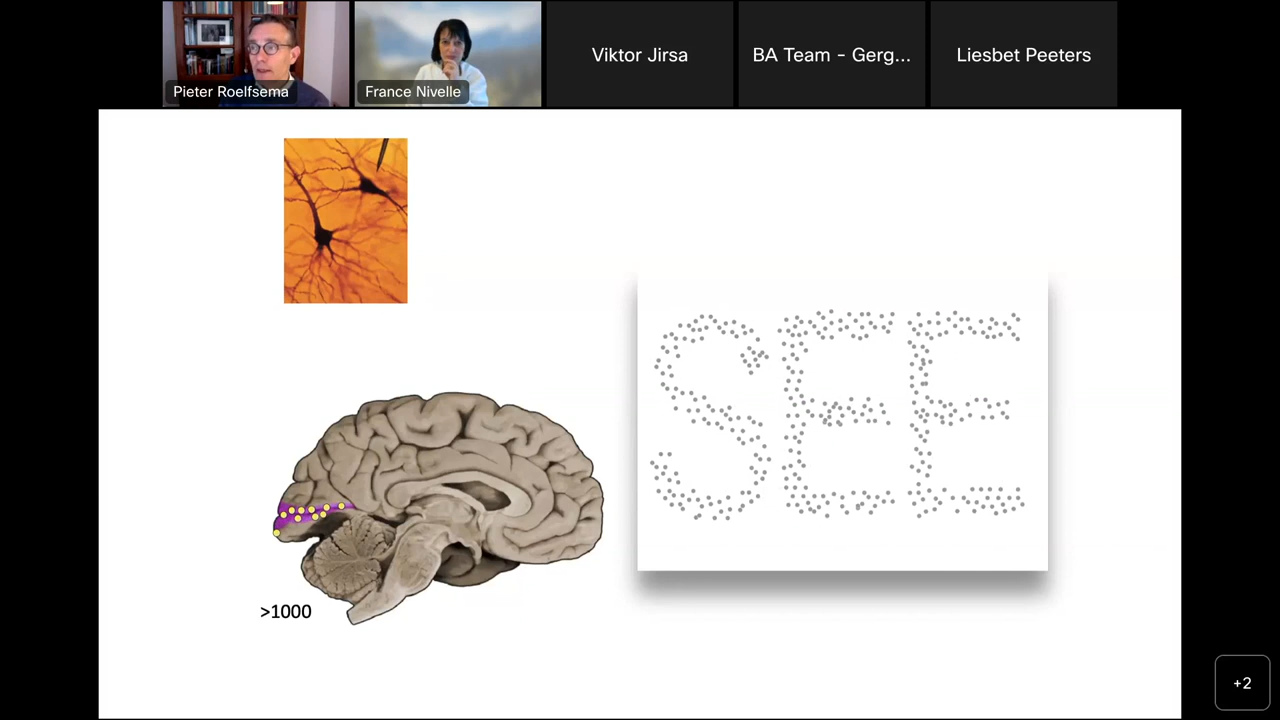 Pieter Roelfsema
France Nivelle
Viktor Jirsa
BA Team - Gerg...
Liesbet Peeters
SEE
>1000
+2